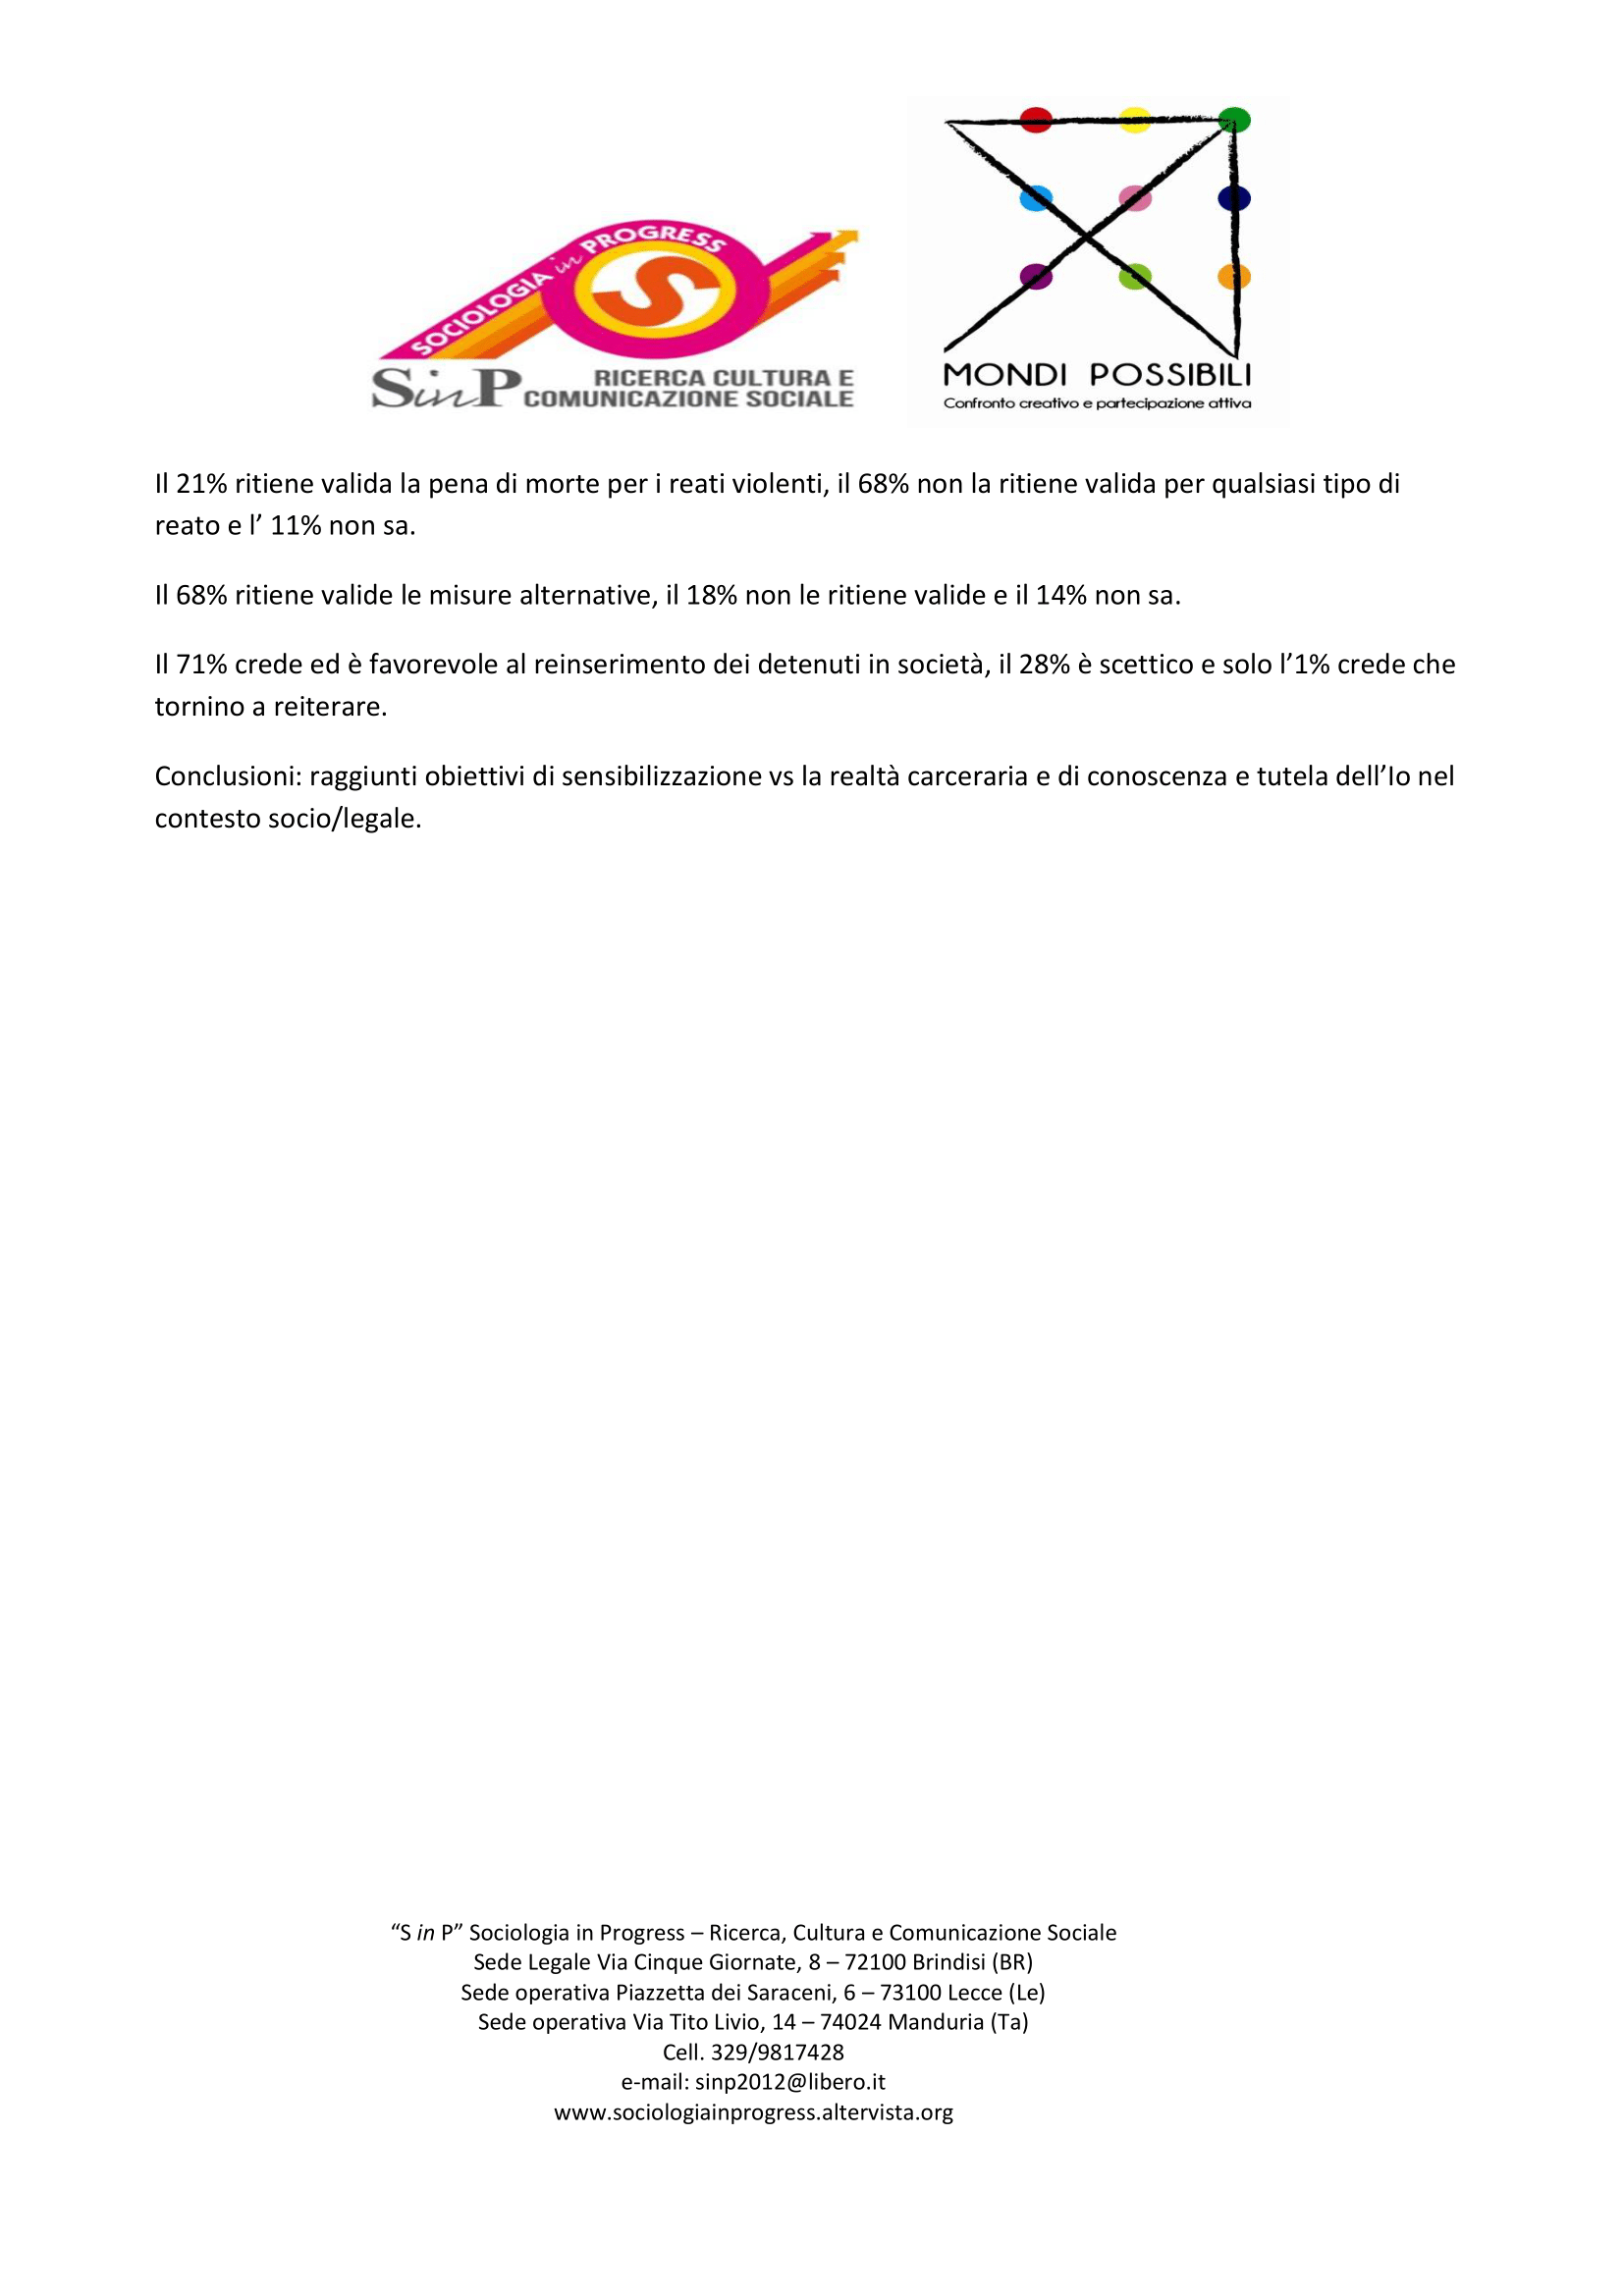 SOCIOLOGIA in PROGRESS
S
SinP RICERCA CULTURA E
COMUNICAZIONE SOCIALE
MONDI POSSIBILI
Confronto creativo e partecipazione attiva
Il 21% ritiene valida la pena di morte per i reati violenti, il 68% non la ritiene valida per qualsiasi tipo di
reato e l’ 11% non sa.
Il 68% ritiene valide le misure alternative, il 18% non le ritiene valide e il 14% non sa.
Il 71% crede ed è favorevole al reinserimento dei detenuti in società, il 28% è scettico e solo l’1% crede che
tornino a reiterare.
Conclusioni: raggiunti obiettivi di sensibilizzazione vs la realtà carceraria e di conoscenza e tutela dell’Io nel
contesto socio/legale.
“S in P” Sociologia in Progress – Ricerca, Cultura e Comunicazione Sociale
Sede Legale Via Cinque Giornate, 8 – 72100 Brindisi (BR)
Sede operativa Piazzetta dei Saraceni, 6 – 73100 Lecce (Le)
Sede operativa Via Tito Livio, 14 – 74024 Manduria (Ta)
Cell. 329/9817428
e-mail: sinp2012@libero.it
www.sociologiainprogress.altervista.org